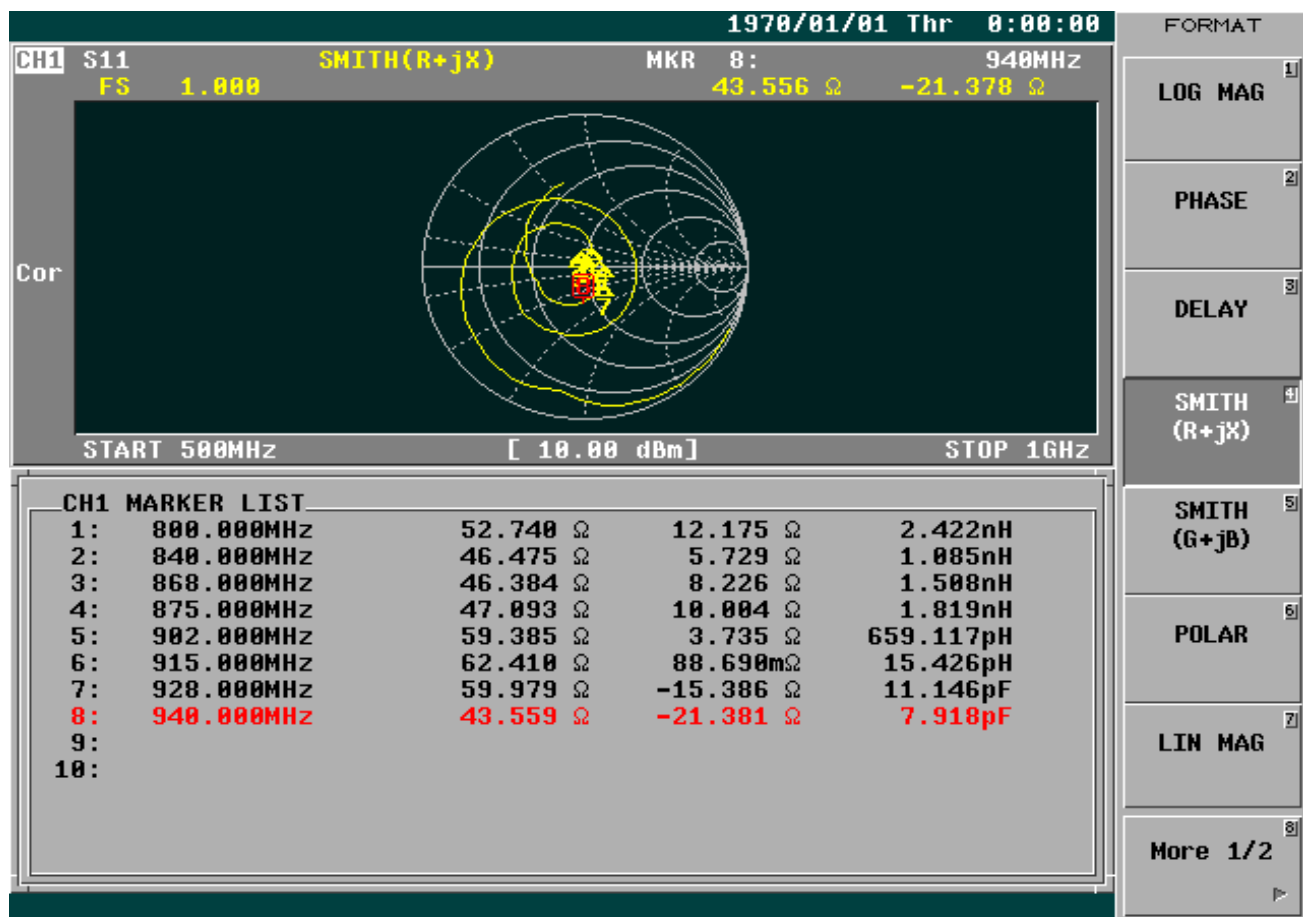 1970/01/01 Thr 0:00:00
CH1 S11 SMITH(R+jX) MKR 8: 940MHz
FS 1.000 43.556 Ω -21.378 Ω
Cor
START 500MHz [ 10.00 dBm] STOP 1GHz
CH1 MARKER LIST
1: 800.000MHz 52.740 Ω 12.175 Ω 2.422nH
2: 840.000MHz 46.475 Ω 5.729 Ω 1.085nH
3: 868.000MHz 46.384 Ω 8.226 Ω 1.508nH
4: 875.000MHz 47.093 Ω 10.004 Ω 1.819nH
5: 902.000MHz 59.385 Ω 3.735 Ω 659.117pH
6: 915.000MHz 62.410 Ω 88.690mΩ 15.426pH
7: 928.000MHz 59.979 Ω -15.386 Ω 11.146pF
8: 940.000MHz 43.559 Ω -21.381 Ω 7.918pF
9:
10:
FORMAT
1
LOG MAG
2
PHASE
3
DELAY
4
SMITH
(R+jX)
5
SMITH
(G+jB)
6
POLAR
7
LIN MAG
8
More 1/2